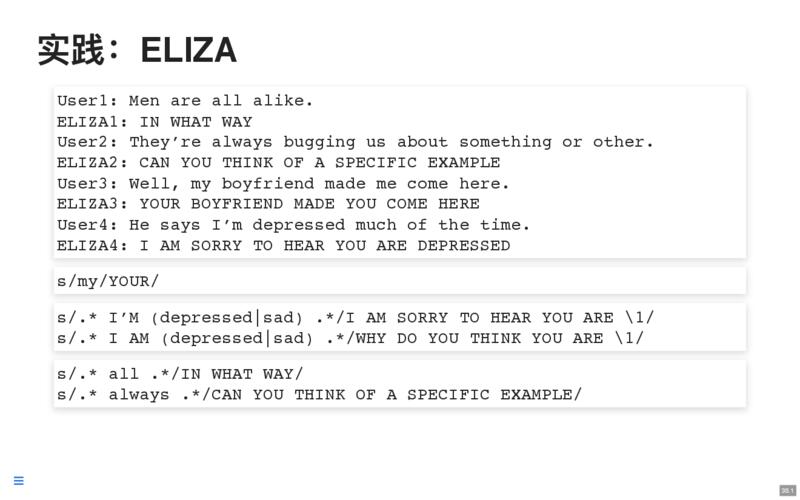 实践：ELIZA
User1: Men are all alike.
ELIZA1: IN WHAT WAY
User2: They’re always bugging us about something or other.
ELIZA2: CAN YOU THINK OF A SPECIFIC EXAMPLE
User3: Well, my boyfriend made me come here.
ELIZA3: YOUR BOYFRIEND MADE YOU COME HERE
User4: He says I’m depressed much of the time.
ELIZA4: I AM SORRY TO HEAR YOU ARE DEPRESSED
s/my/YOUR/
s/.* I’M (depressed|sad) .*/I AM SORRY TO HEAR YOU ARE \1/
s/.* I AM (depressed|sad) .*/WHY DO YOU THINK YOU ARE \1/
s/.* all .*/IN WHAT WAY/
s/.* always .*/CAN YOU THINK OF A SPECIFIC EXAMPLE/